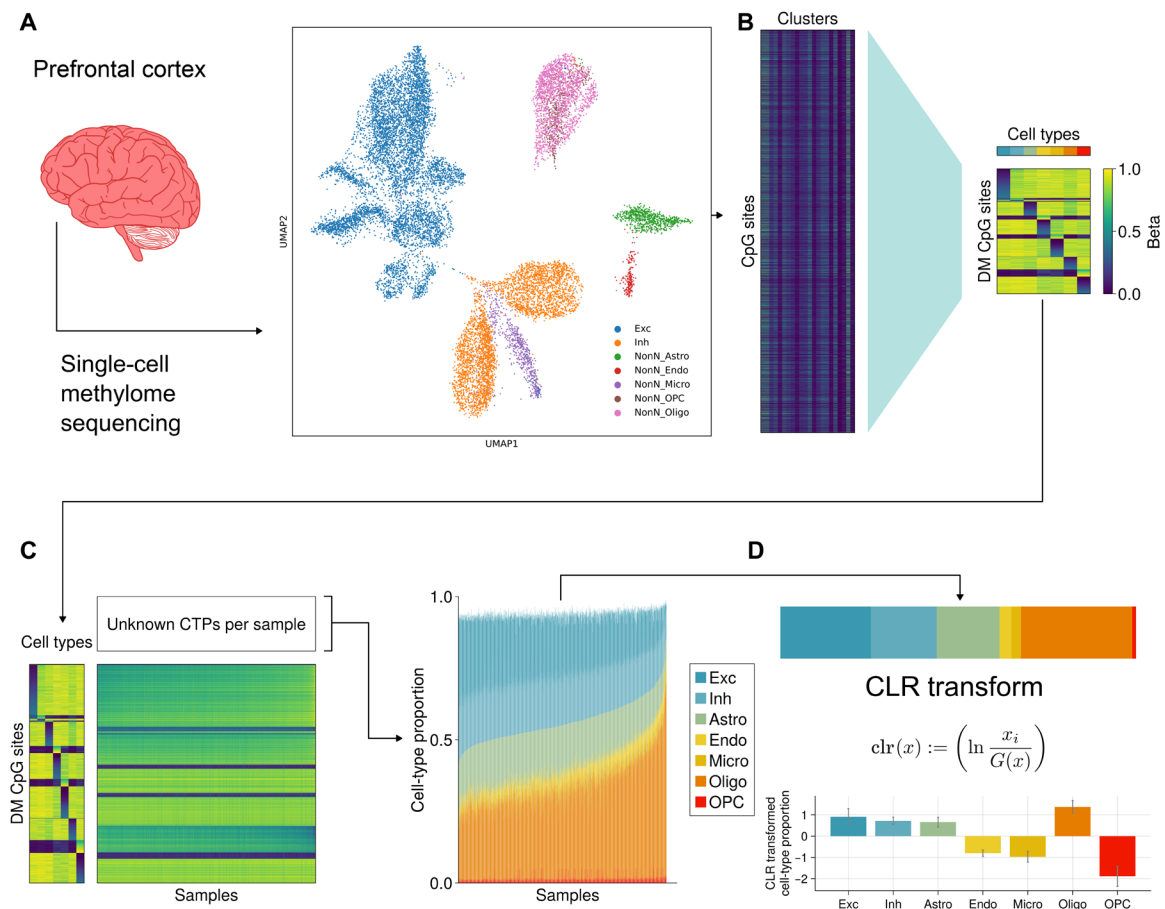 A
Prefrontal cortex
Single-cell
methylome
sequencing
UMAP2
UMAP1
Exc
Inh
NonN_Astro
NonN_Endo
NonN_Micro
NonN_OPC
NonN_Oligo
B
Clusters
CpG sites
Cell types
DM CpG sites
1.0
0.5
0.0
Beta
C
Unknown CTPs per sample
Cell types
DM CpG sites
Samples
1.0
0.5
0.0
Cell-type proportion
Samples
Exc
Inh
Astro
Endo
Micro
Oligo
OPC
D
CLR transform
clr(x) := (ln x_i / G(x))
CLR transformed
cell-type proportion
1
0
−1
−2
Exc Inh Astro Endo Micro Oligo OPC